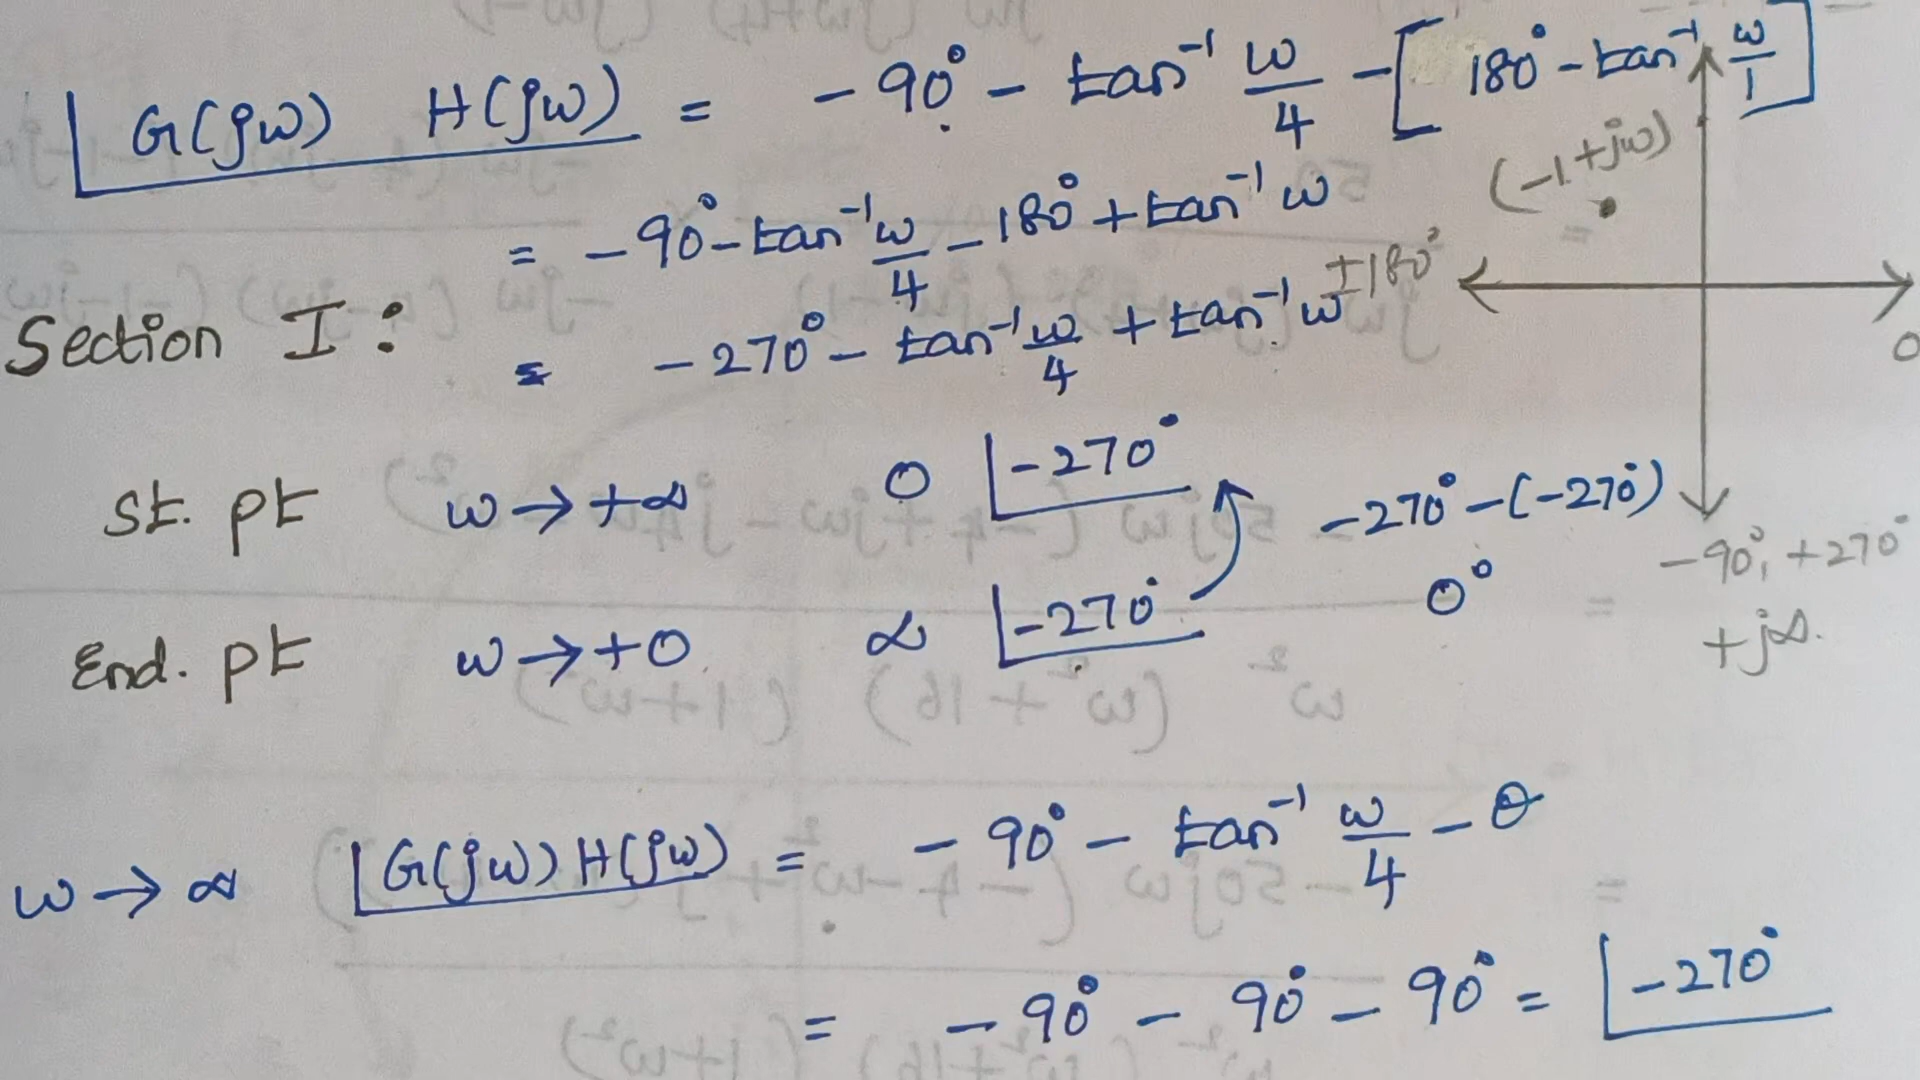 ∠G(jω) H(jω) = -90° - tan⁻¹ ω/4 - [180° - tan⁻¹ ω/1]
(-1+jω)
= -90° - tan⁻¹ ω/4 - 180° + tan⁻¹ ω
±180°
0
Section I :
= -270° - tan⁻¹ ω/4 + tan⁻¹ ω
St. pt ω → +∞ 0 ∠-270° -270° - (-270°)
-90°, +270°
+j∞.
End. pt ω → +0 ∞ ∠-270° 0°
ω → ∞ ∠G(jω) H(jω) = -90° - tan⁻¹ ω/4 - θ
= -90° - 90° - 90° = ∠-270°